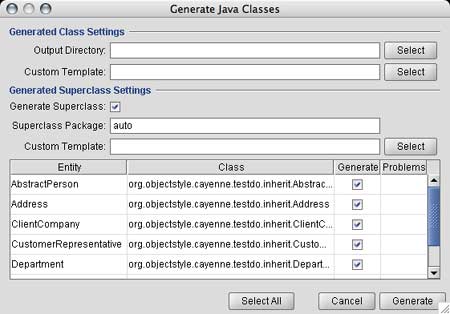 Generate Java Classes
Generated Class Settings
Output Directory: Select
Custom Template: Select
Generated Superclass Settings
Generate Superclass:
Superclass Package: auto
Custom Template: Select
Entity Class Generate Problems
AbstractPerson org.objectstyle.cayenne.testdo.inherit.Abstrac...
Address org.objectstyle.cayenne.testdo.inherit.Address
ClientCompany org.objectstyle.cayenne.testdo.inherit.ClientC...
CustomerRepresentative org.objectstyle.cayenne.testdo.inherit.Custo...
Department org.objectstyle.cayenne.testdo.inherit.Depart...
Select All Cancel Generate